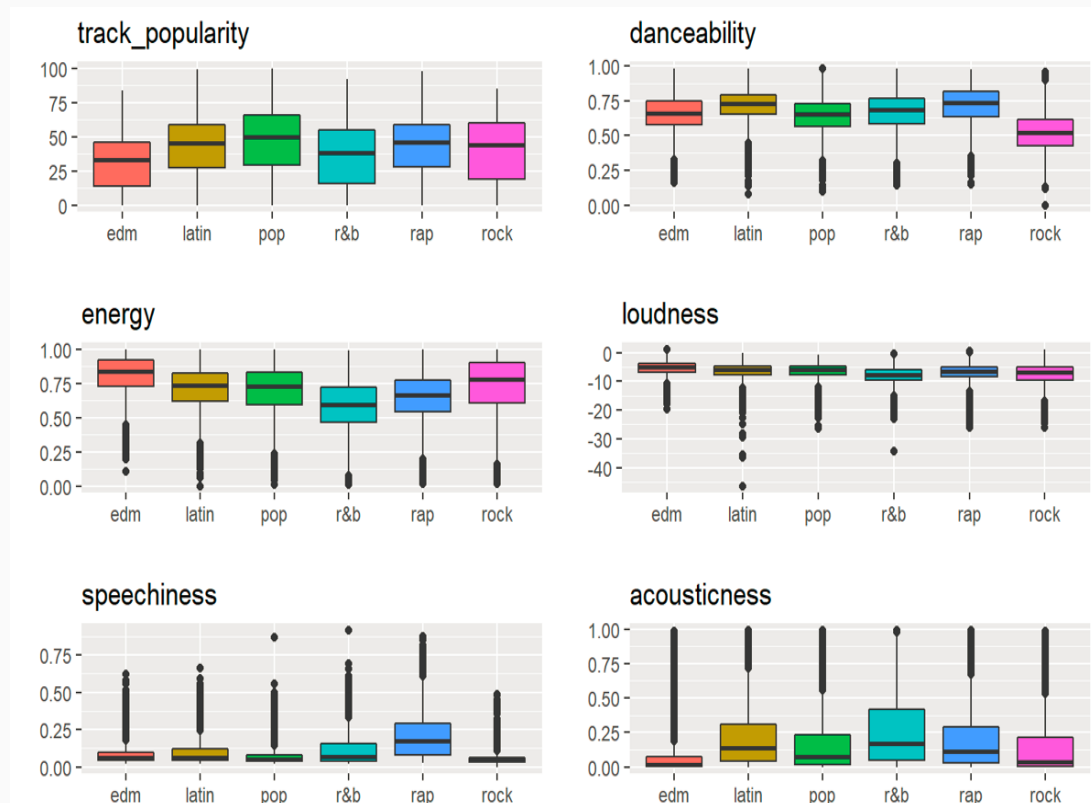 track_popularity
100
75
50
25
0
edm latin pop r&b rap rock
danceability
1.00
0.75
0.50
0.25
0.00
edm latin pop r&b rap rock
energy
1.00
0.75
0.50
0.25
0.00
edm latin pop r&b rap rock
loudness
0
-10
-20
-30
-40
edm latin pop r&b rap rock
speechiness
0.75
0.50
0.25
0.00
edm latin pop r&b rap rock
acousticness
1.00
0.75
0.50
0.25
0.00
edm latin pop r&b rap rock